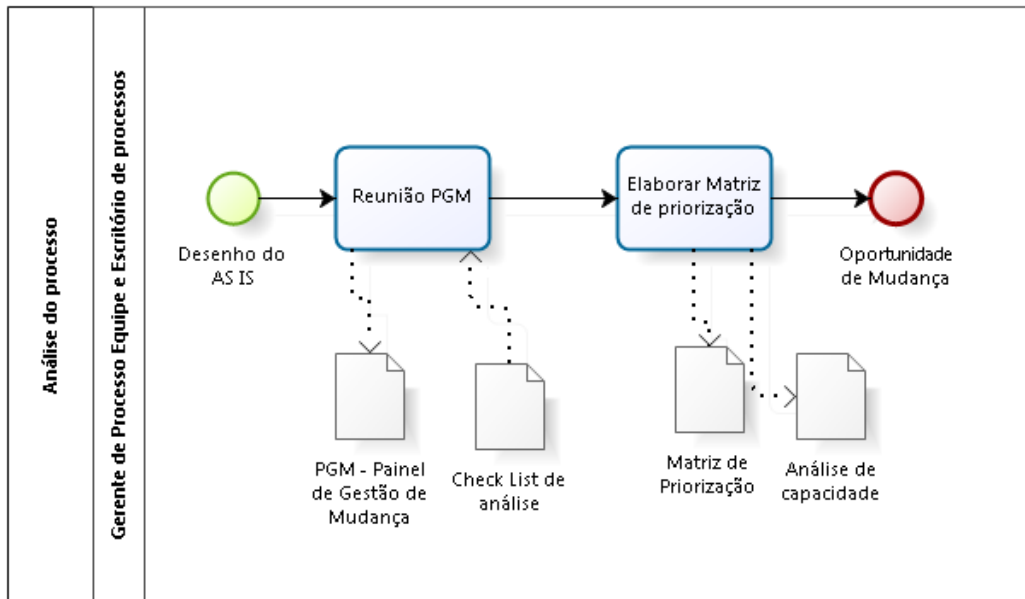 Análise do processo
Gerente de Processo Equipe e Escritório de processos
Desenho do
AS IS
Reunião PGM
Elaborar Matriz
de priorização
Oportunidade
de Mudança
PGM - Painel
de Gestão de
Mudança
Check List de
análise
Matriz de
Priorização
Análise de
capacidade